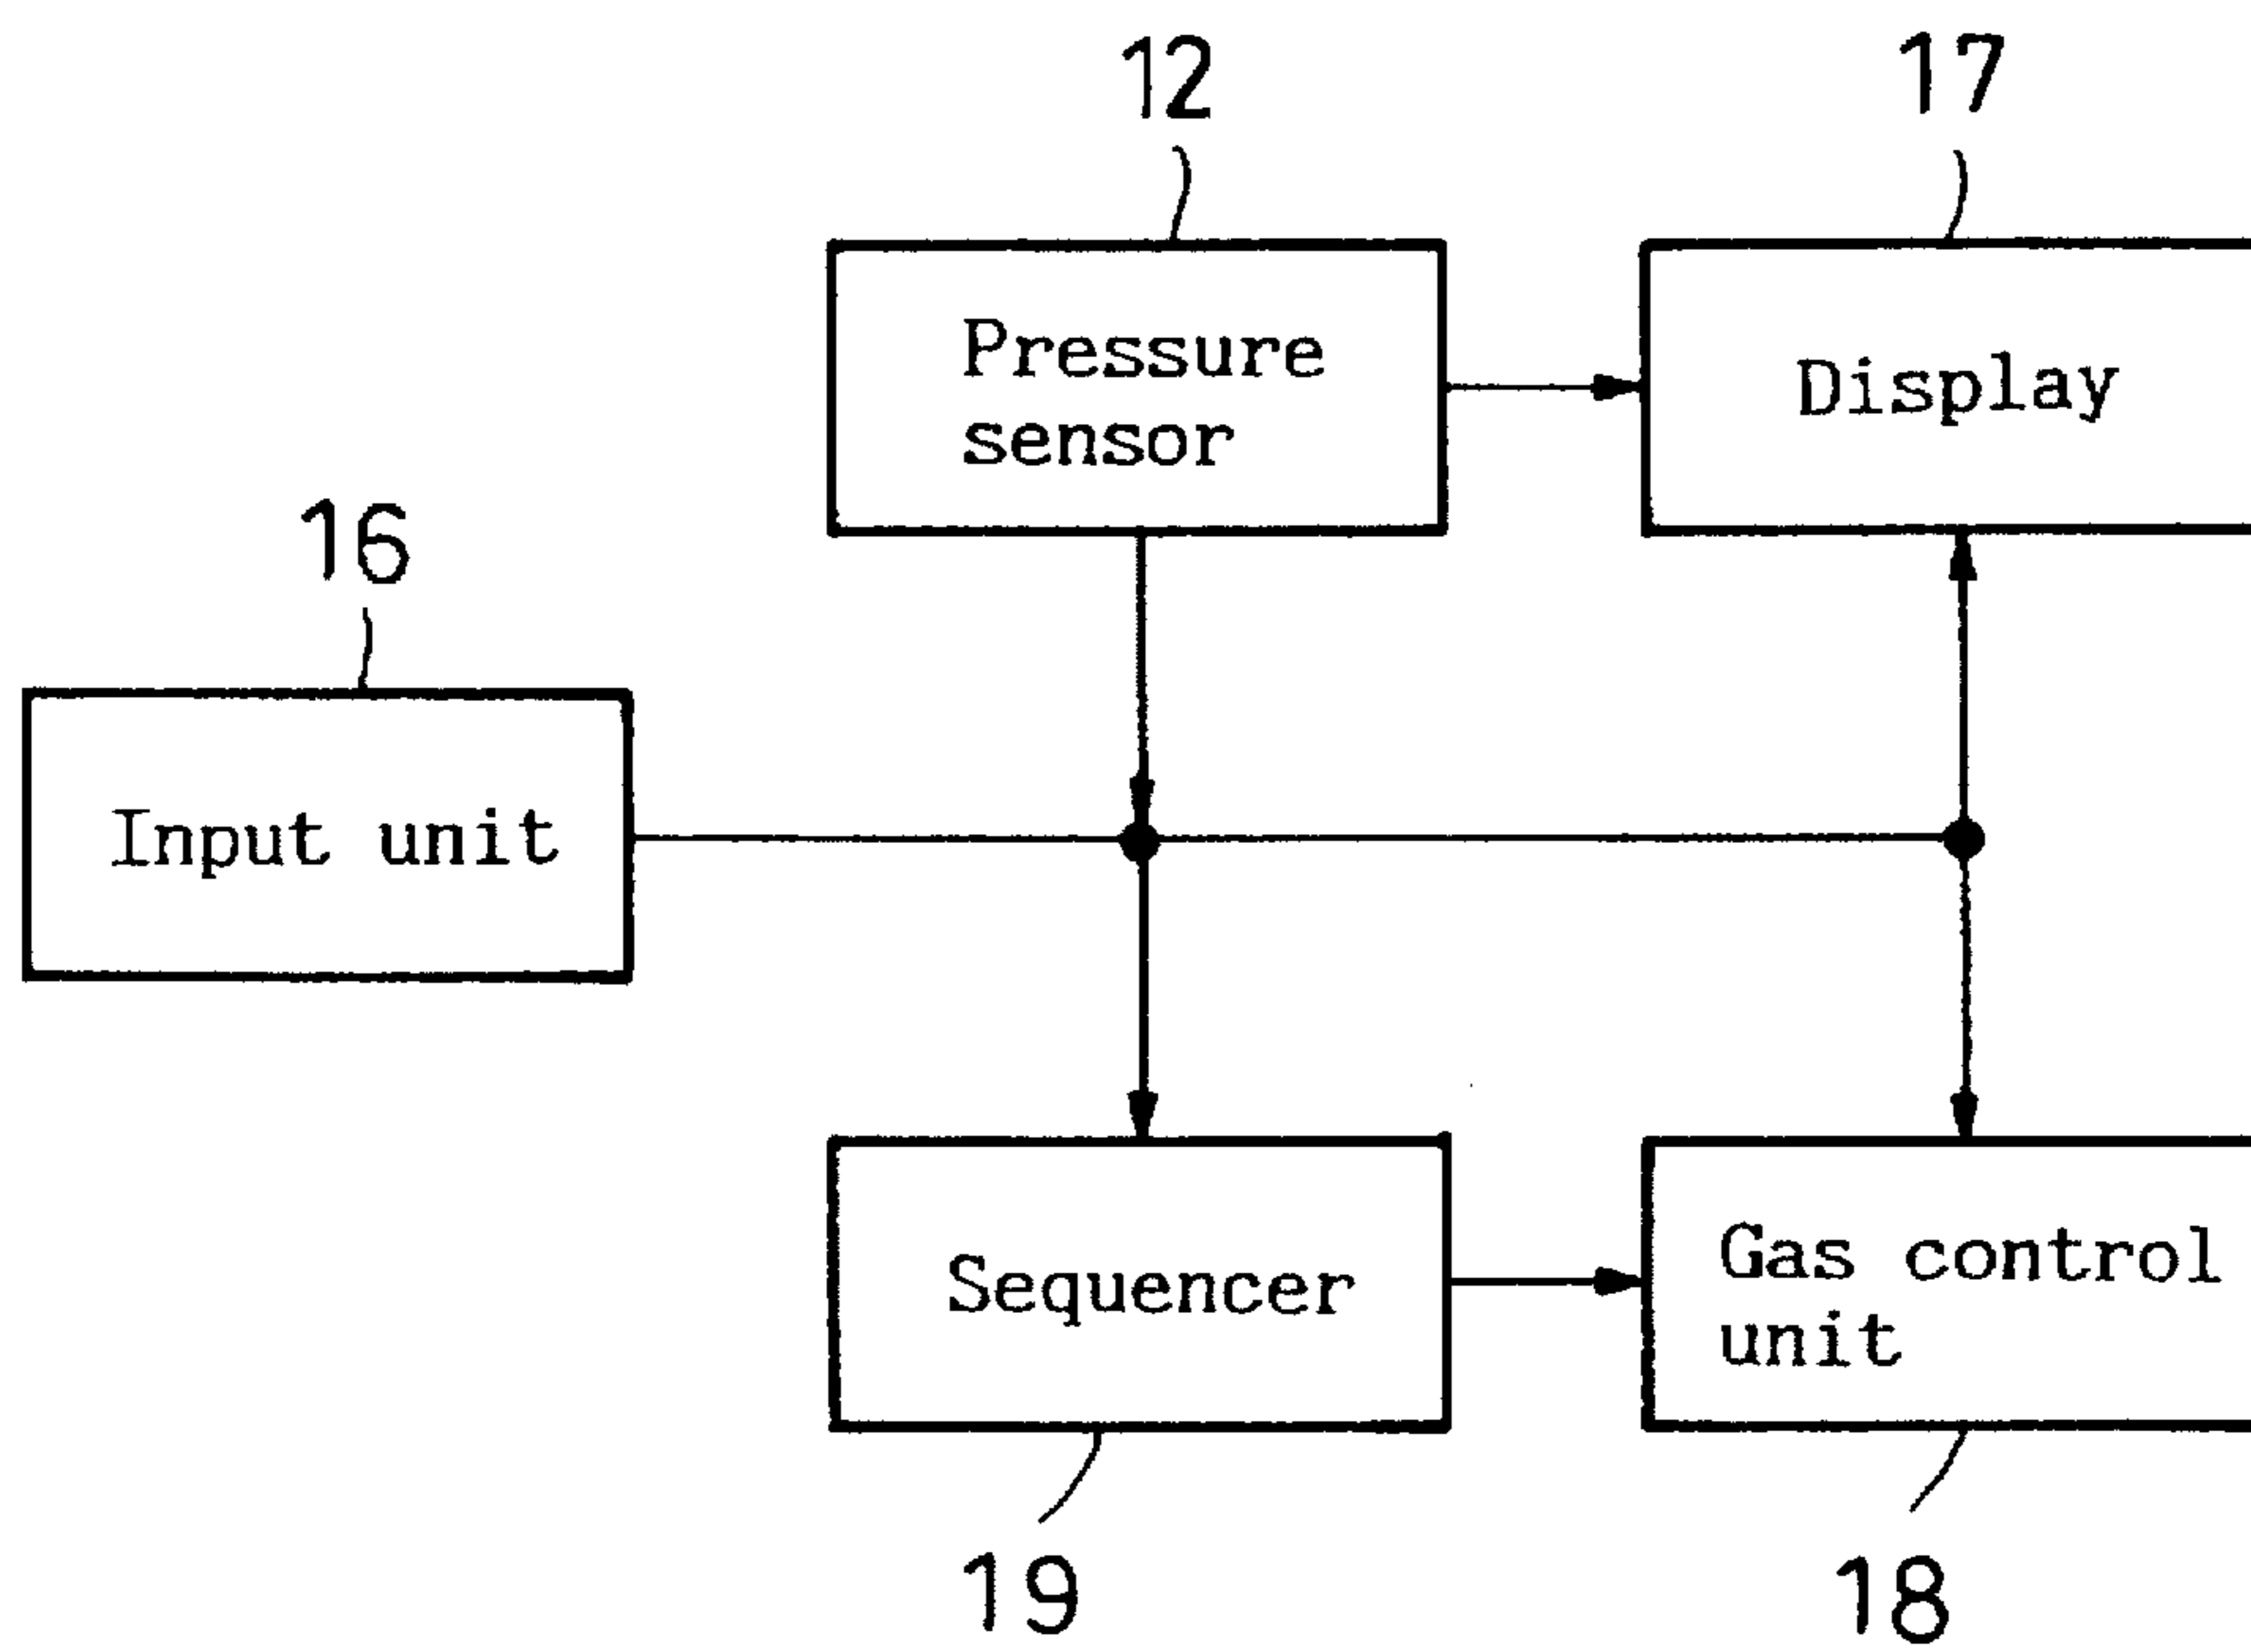 12
17
Pressure
sensor
Display
16
Input unit
Sequencer
Gas control
unit
19
18